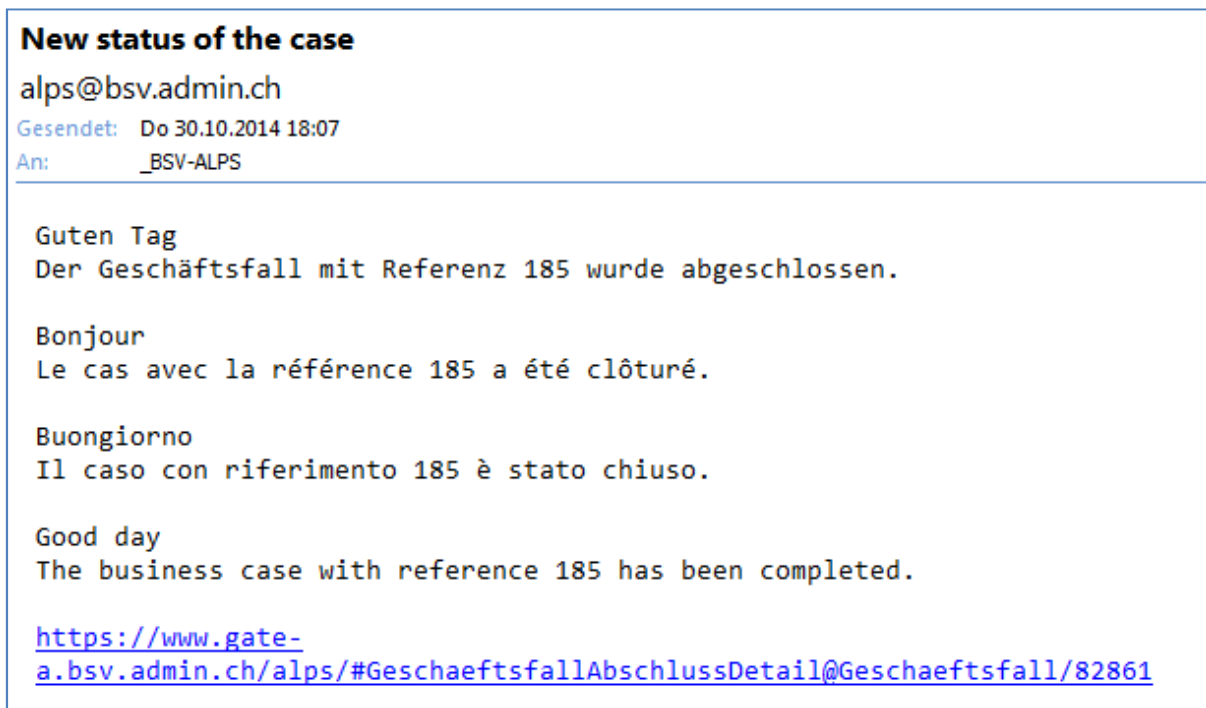 New status of the case
alps@bsv.admin.ch
Gesendet: Do 30.10.2014 18:07
An: _BSV-ALPS
Guten Tag
Der Geschäftsfall mit Referenz 185 wurde abgeschlossen.
Bonjour
Le cas avec la référence 185 a été clôturé.
Buongiorno
Il caso con riferimento 185 è stato chiuso.
Good day
The business case with reference 185 has been completed.
https://www.gate-
a.bsv.admin.ch/alps/#GeschaeftsfallAbschlussDetail@Geschaeftsfall/82861